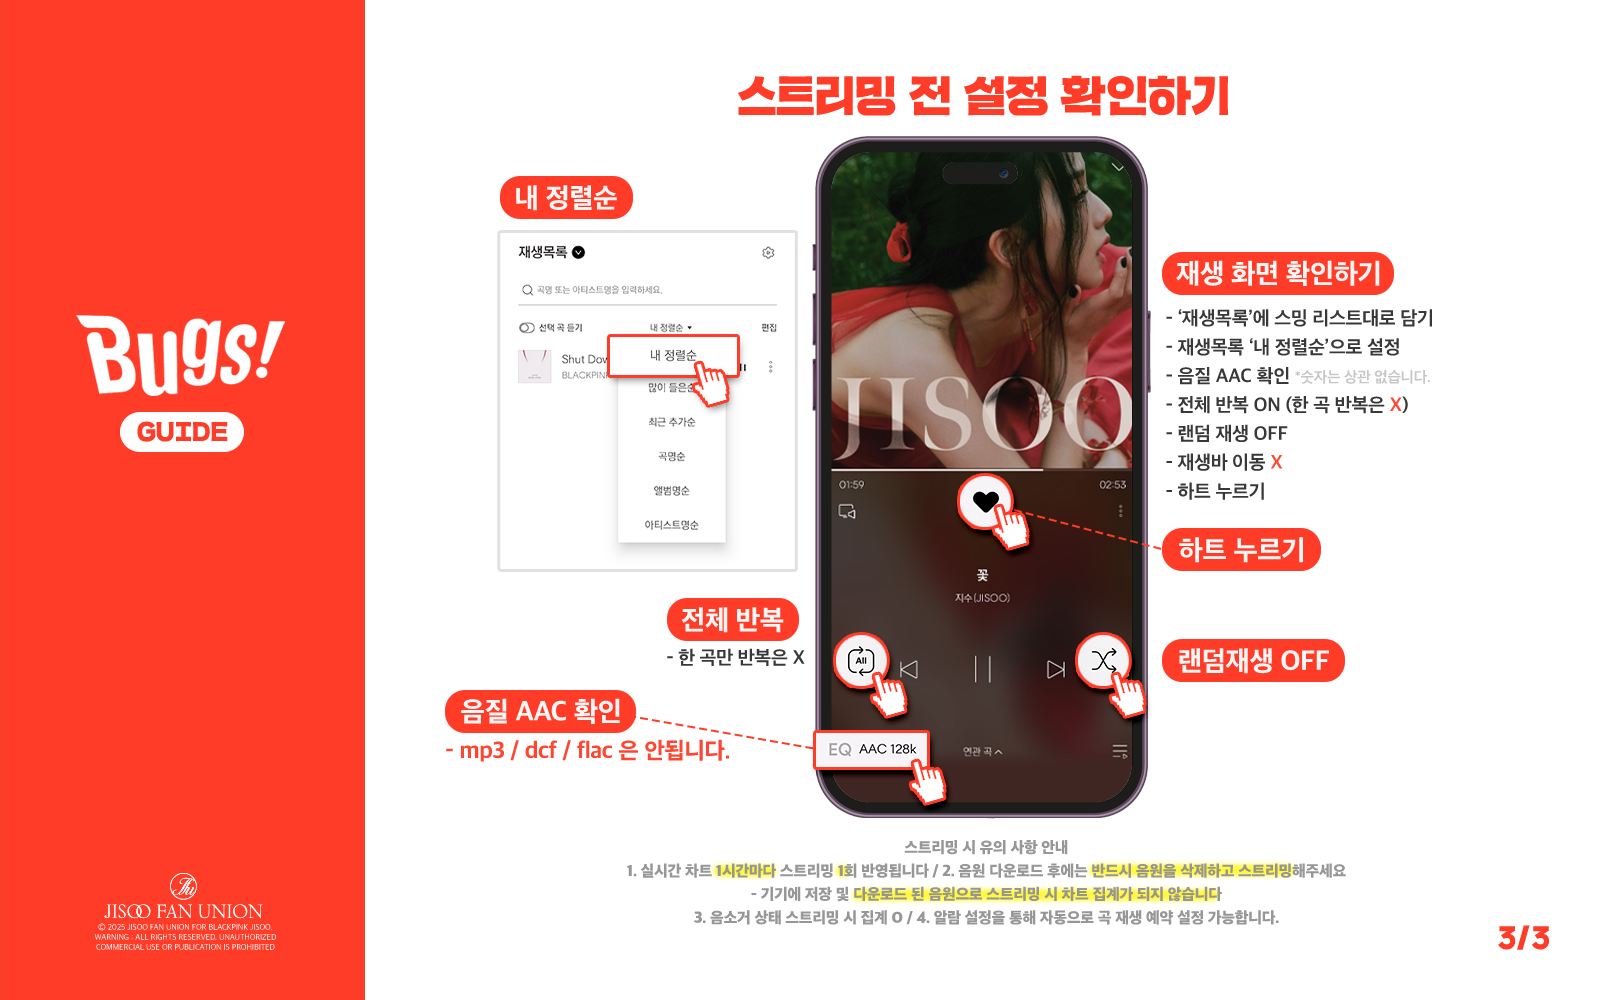 Bugs!
GUIDE
JISOO FAN UNION
© 2025 JISOO FAN UNION FOR BLACKPINK JISOO.
WARNING : ALL RIGHTS RESERVED. UNAUTHORIZED
COMMERCIAL USE OR PUBLICATION IS PROHIBITED
스트리밍 전 설정 확인하기
내 정렬순
재생목록
곡명 또는 아티스트명을 입력하세요.
선택 곡 듣기 내 정렬순 편집
내 정렬순
Shut Dow
BLACKPIN
많이 들은순
최근 추가순
곡명순
앨범명순
아티스트명순
전체 반복
- 한 곡만 반복은 X
음질 AAC 확인
- mp3 / dcf / flac 은 안됩니다.
JISOO
01:59 02:53
꽃
지수(JISOO)
All
EQ AAC 128k
연관 곡
재생 화면 확인하기
- ‘재생목록’에 스밍 리스트대로 담기
- 재생목록 ‘내 정렬순’으로 설정
- 음질 AAC 확인 *숫자는 상관 없습니다.
- 전체 반복 ON (한 곡 반복은 X)
- 랜덤 재생 OFF
- 재생바 이동 X
- 하트 누르기
하트 누르기
랜덤재생 OFF
스트리밍 시 유의 사항 안내
1. 실시간 차트 1시간마다 스트리밍 1회 반영됩니다 / 2. 음원 다운로드 후에는 반드시 음원을 삭제하고 스트리밍해주세요
- 기기에 저장 및 다운로드 된 음원으로 스트리밍 시 차트 집계가 되지 않습니다
3. 음소거 상태 스트리밍 시 집계 O / 4. 알람 설정을 통해 자동으로 곡 재생 예약 설정 가능합니다.
3/3